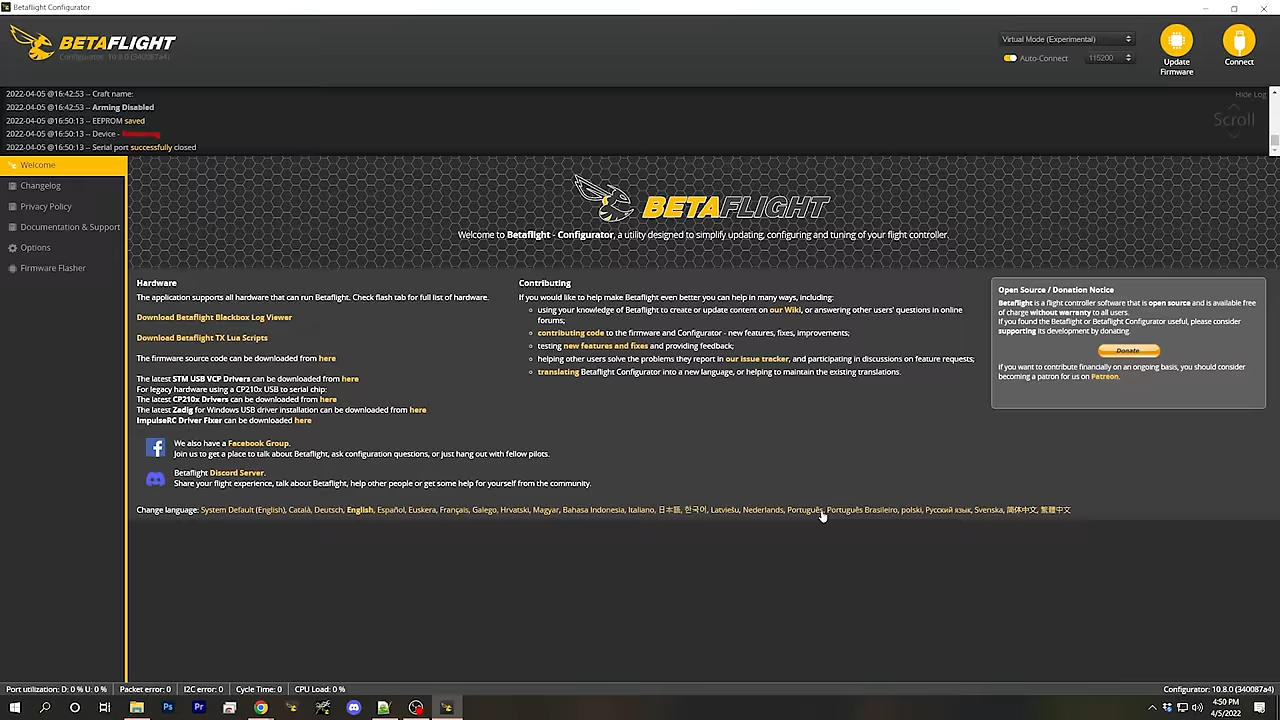 Betaflight Configurator
BETAFLIGHT
Configurator 10.8.0 (340087a4)
Virtual Mode (Experimental)
Auto-Connect
115200
Update
Firmware
Connect
2022-04-05 @16:42:53 -- Craft name:
2022-04-05 @16:42:53 -- Arming Disabled
2022-04-05 @16:50:13 -- EEPROM saved
2022-04-05 @16:50:13 -- Device - Rebooting
2022-04-05 @16:50:13 -- Serial port successfully closed
Hide Log
Scroll
Welcome
Changelog
Privacy Policy
Documentation & Support
Options
Firmware Flasher
BETAFLIGHT
Welcome to Betaflight - Configurator, a utility designed to simplify updating, configuring and tuning of your flight controller.
Hardware
The application supports all hardware that can run Betaflight. Check flash tab for full list of hardware.
Download Betaflight Blackbox Log Viewer
Download Betaflight TX Lua Scripts
The firmware source code can be downloaded from here
The latest STM USB VCP Drivers can be downloaded from here
For legacy hardware using a CP210x USB to serial chip:
The latest CP210x Drivers can be downloaded from here
The latest Zadig for Windows USB driver installation can be downloaded from here
ImpulseRC Driver Fixer can be downloaded here
We also have a Facebook Group.
Join us to get a place to talk about Betaflight, ask configuration questions, or just hang out with fellow pilots.
Betaflight Discord Server.
Share your flight experience, talk about Betaflight, help other people or get some help for yourself from the community.
Contributing
If you would like to help make Betaflight even better you can help in many ways, including:
using your knowledge of Betaflight to create or update content on our Wiki, or answering other users' questions in online
forums;
contributing code to the firmware and Configurator - new features, fixes, improvements;
testing new features and fixes and providing feedback;
helping other users solve the problems they report in our issue tracker, and participating in discussions on feature requests;
translating Betaflight Configurator into a new language, or helping to maintain the existing translations.
Open Source / Donation Notice
Betaflight is a flight controller software that is open source and is available free
of charge without warranty to all users.
If you found the Betaflight or Betaflight Configurator useful, please consider
supporting its development by donating.
Donate
If you want to contribute financially on an ongoing basis, you should consider
becoming a patron for us on Patreon.
Change language: System Default (English), Català, Deutsch, English, Español, Euskera, Français, Galego, Hrvatski, Magyar, Bahasa Indonesia, Italiano, 日本語, 한국어, Latviešu, Nederlands, Português, Português Brasileiro, polski, Русский язык, Svenska, 简体中文, 繁體中文
Port utilization: D: 0 % U: 0 %
Packet error: 0
I2C error: 0
Cycle Time: 0
CPU Load: 0 %
Configurator: 10.8.0 (340087a4)
Ps
Pr
4:50 PM
4/5/2022